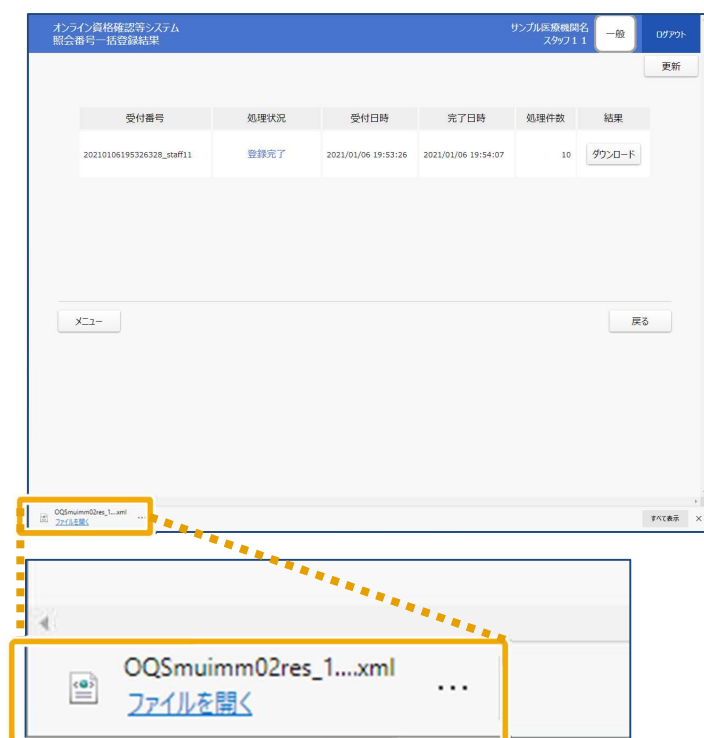 オンライン資格確認等システム
照会番号一括登録結果
サンプル医療機関名
スタッフ11
一般
ログアウト
更新
受付番号 処理状況 受付日時 完了日時 処理件数 結果
20210106195326328_staff11 登録完了 2021/01/06 19:53:26 2021/01/06 19:54:07 10 ダウンロード
メニュー 戻る
OQSmuimm02res_1....xml
ファイルを開く
...
すべて表示 ×
OQSmuimm02res_1....xml
ファイルを開く
...